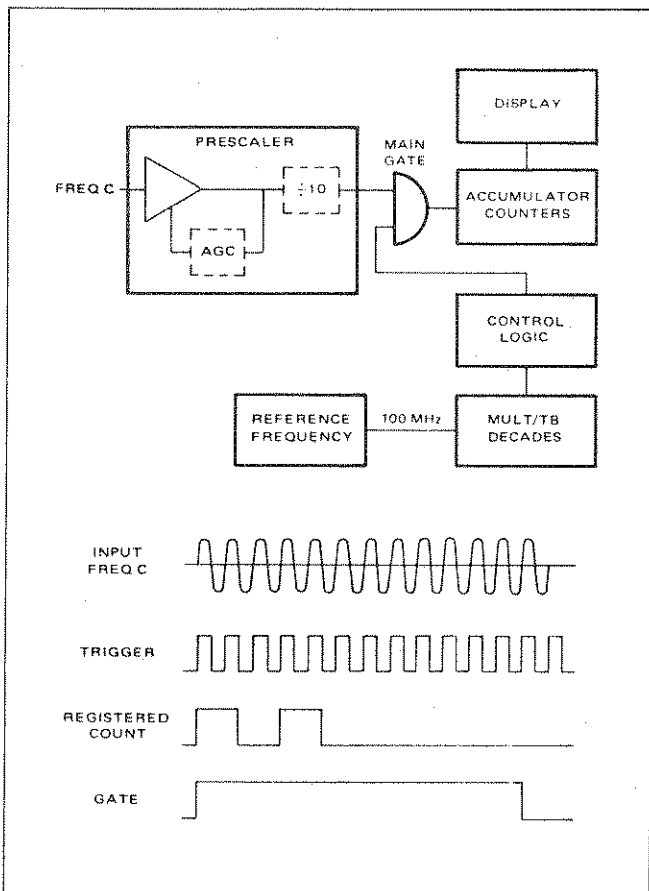 DISPLAY
PRESCALER
MAIN
GATE
FREQ C
÷10
ACCUMULATOR
COUNTERS
AGC
CONTROL
LOGIC
REFERENCE
FREQUENCY
100 MHz
MULT/TB
DECADES
INPUT
FREQ C
TRIGGER
REGISTERED
COUNT
GATE